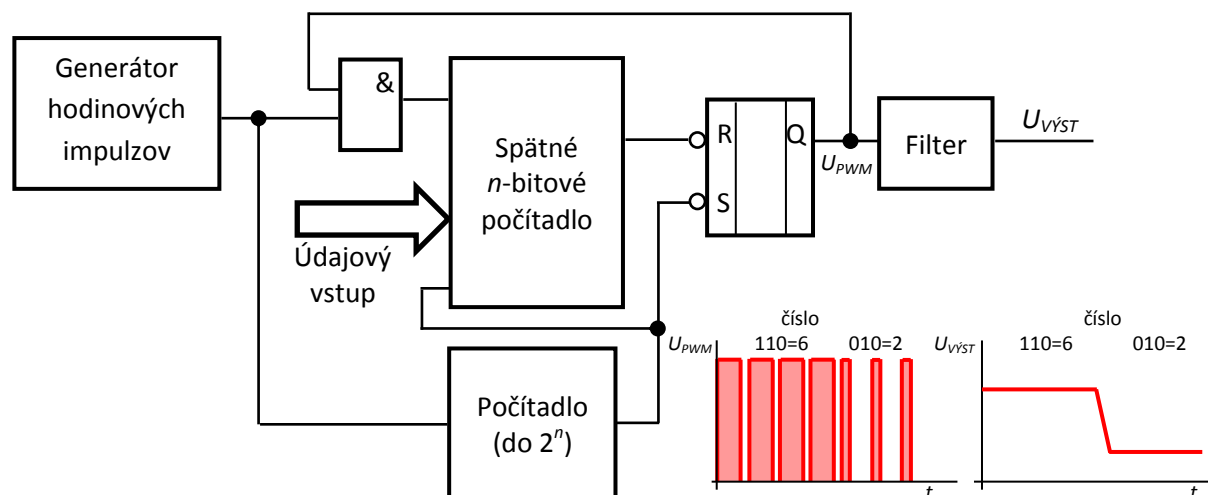 Generátor
hodinových
impulzov
&
Spätné
n-bitové
počítadlo
Údajový
vstup
R
Q
S
U_PWM
Filter
U_VÝST
Počítadlo
(do 2^n)
U_PWM
číslo
110=6 010=2
t
U_VÝST
číslo
110=6 010=2
t